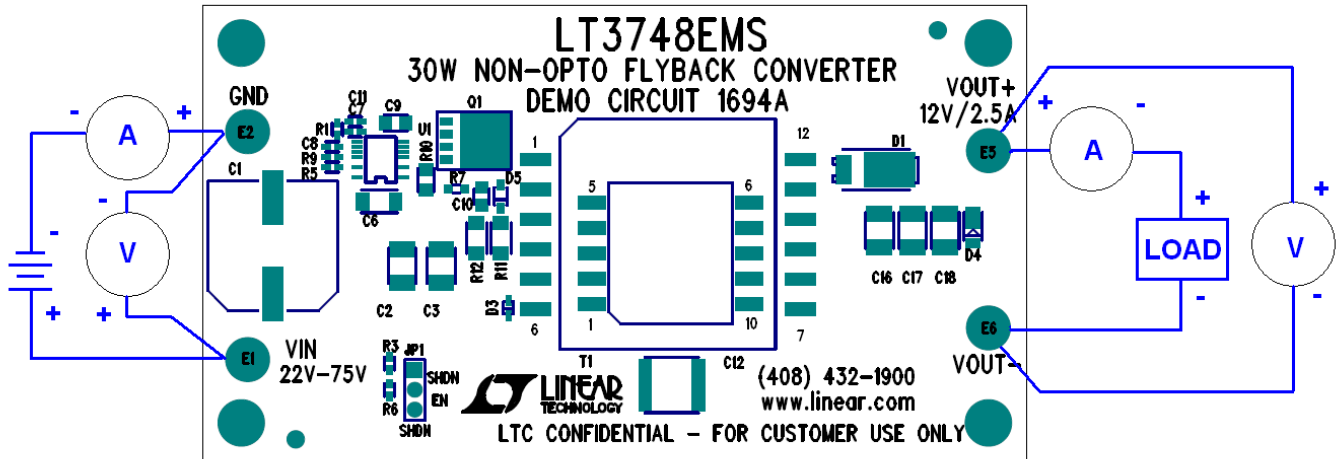 LT3748EMS
30W NON-OPTO FLYBACK CONVERTER
DEMO CIRCUIT 1694A
GND
E2
- A +
- V +
- +
C1
E1
VIN
22V-75V
C11
C7
C9
R1
C8
R9
R5
U1
R10
Q1
R7
C10
D5
C6
R12
R11
C2
C3
D3
1
6
5
1
6
10
12
7
T1
C12
D1
C16
C17
C18
D4
R3
R6
JP1
SHDN
EN
SHDN
LINEAR
TECHNOLOGY
(408) 432-1900
www.linear.com
LTC CONFIDENTIAL - FOR CUSTOMER USE ONLY
VOUT+
12V/2.5A
E5
E6
VOUT-
+ A -
+
LOAD
-
+
V
-